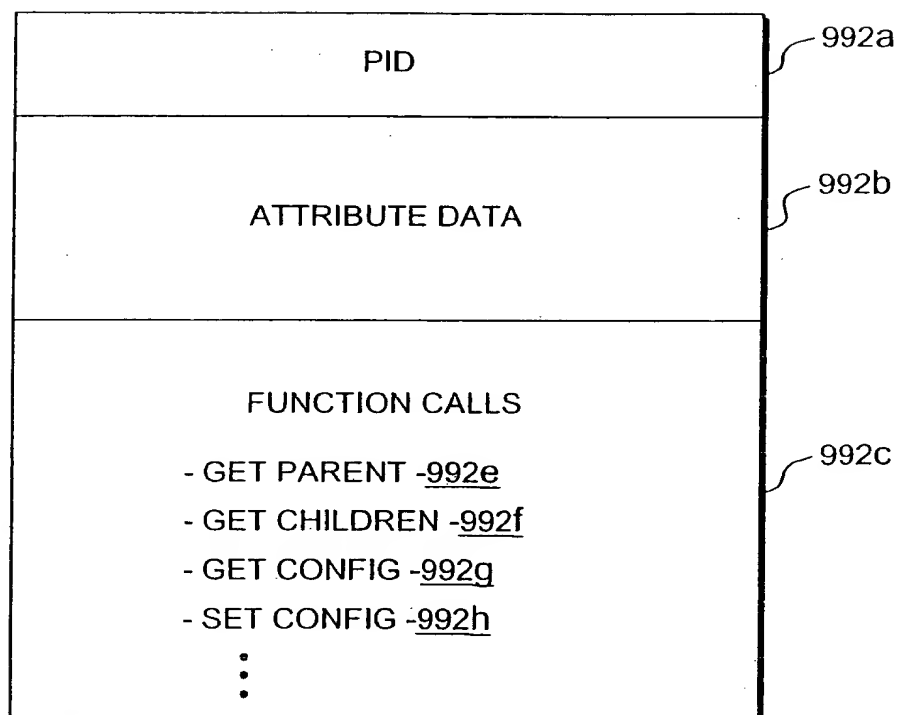 PID
992a
ATTRIBUTE DATA
992b
FUNCTION CALLS
992c
- GET PARENT -992e
- GET CHILDREN -992f
- GET CONFIG -992g
- SET CONFIG -992h